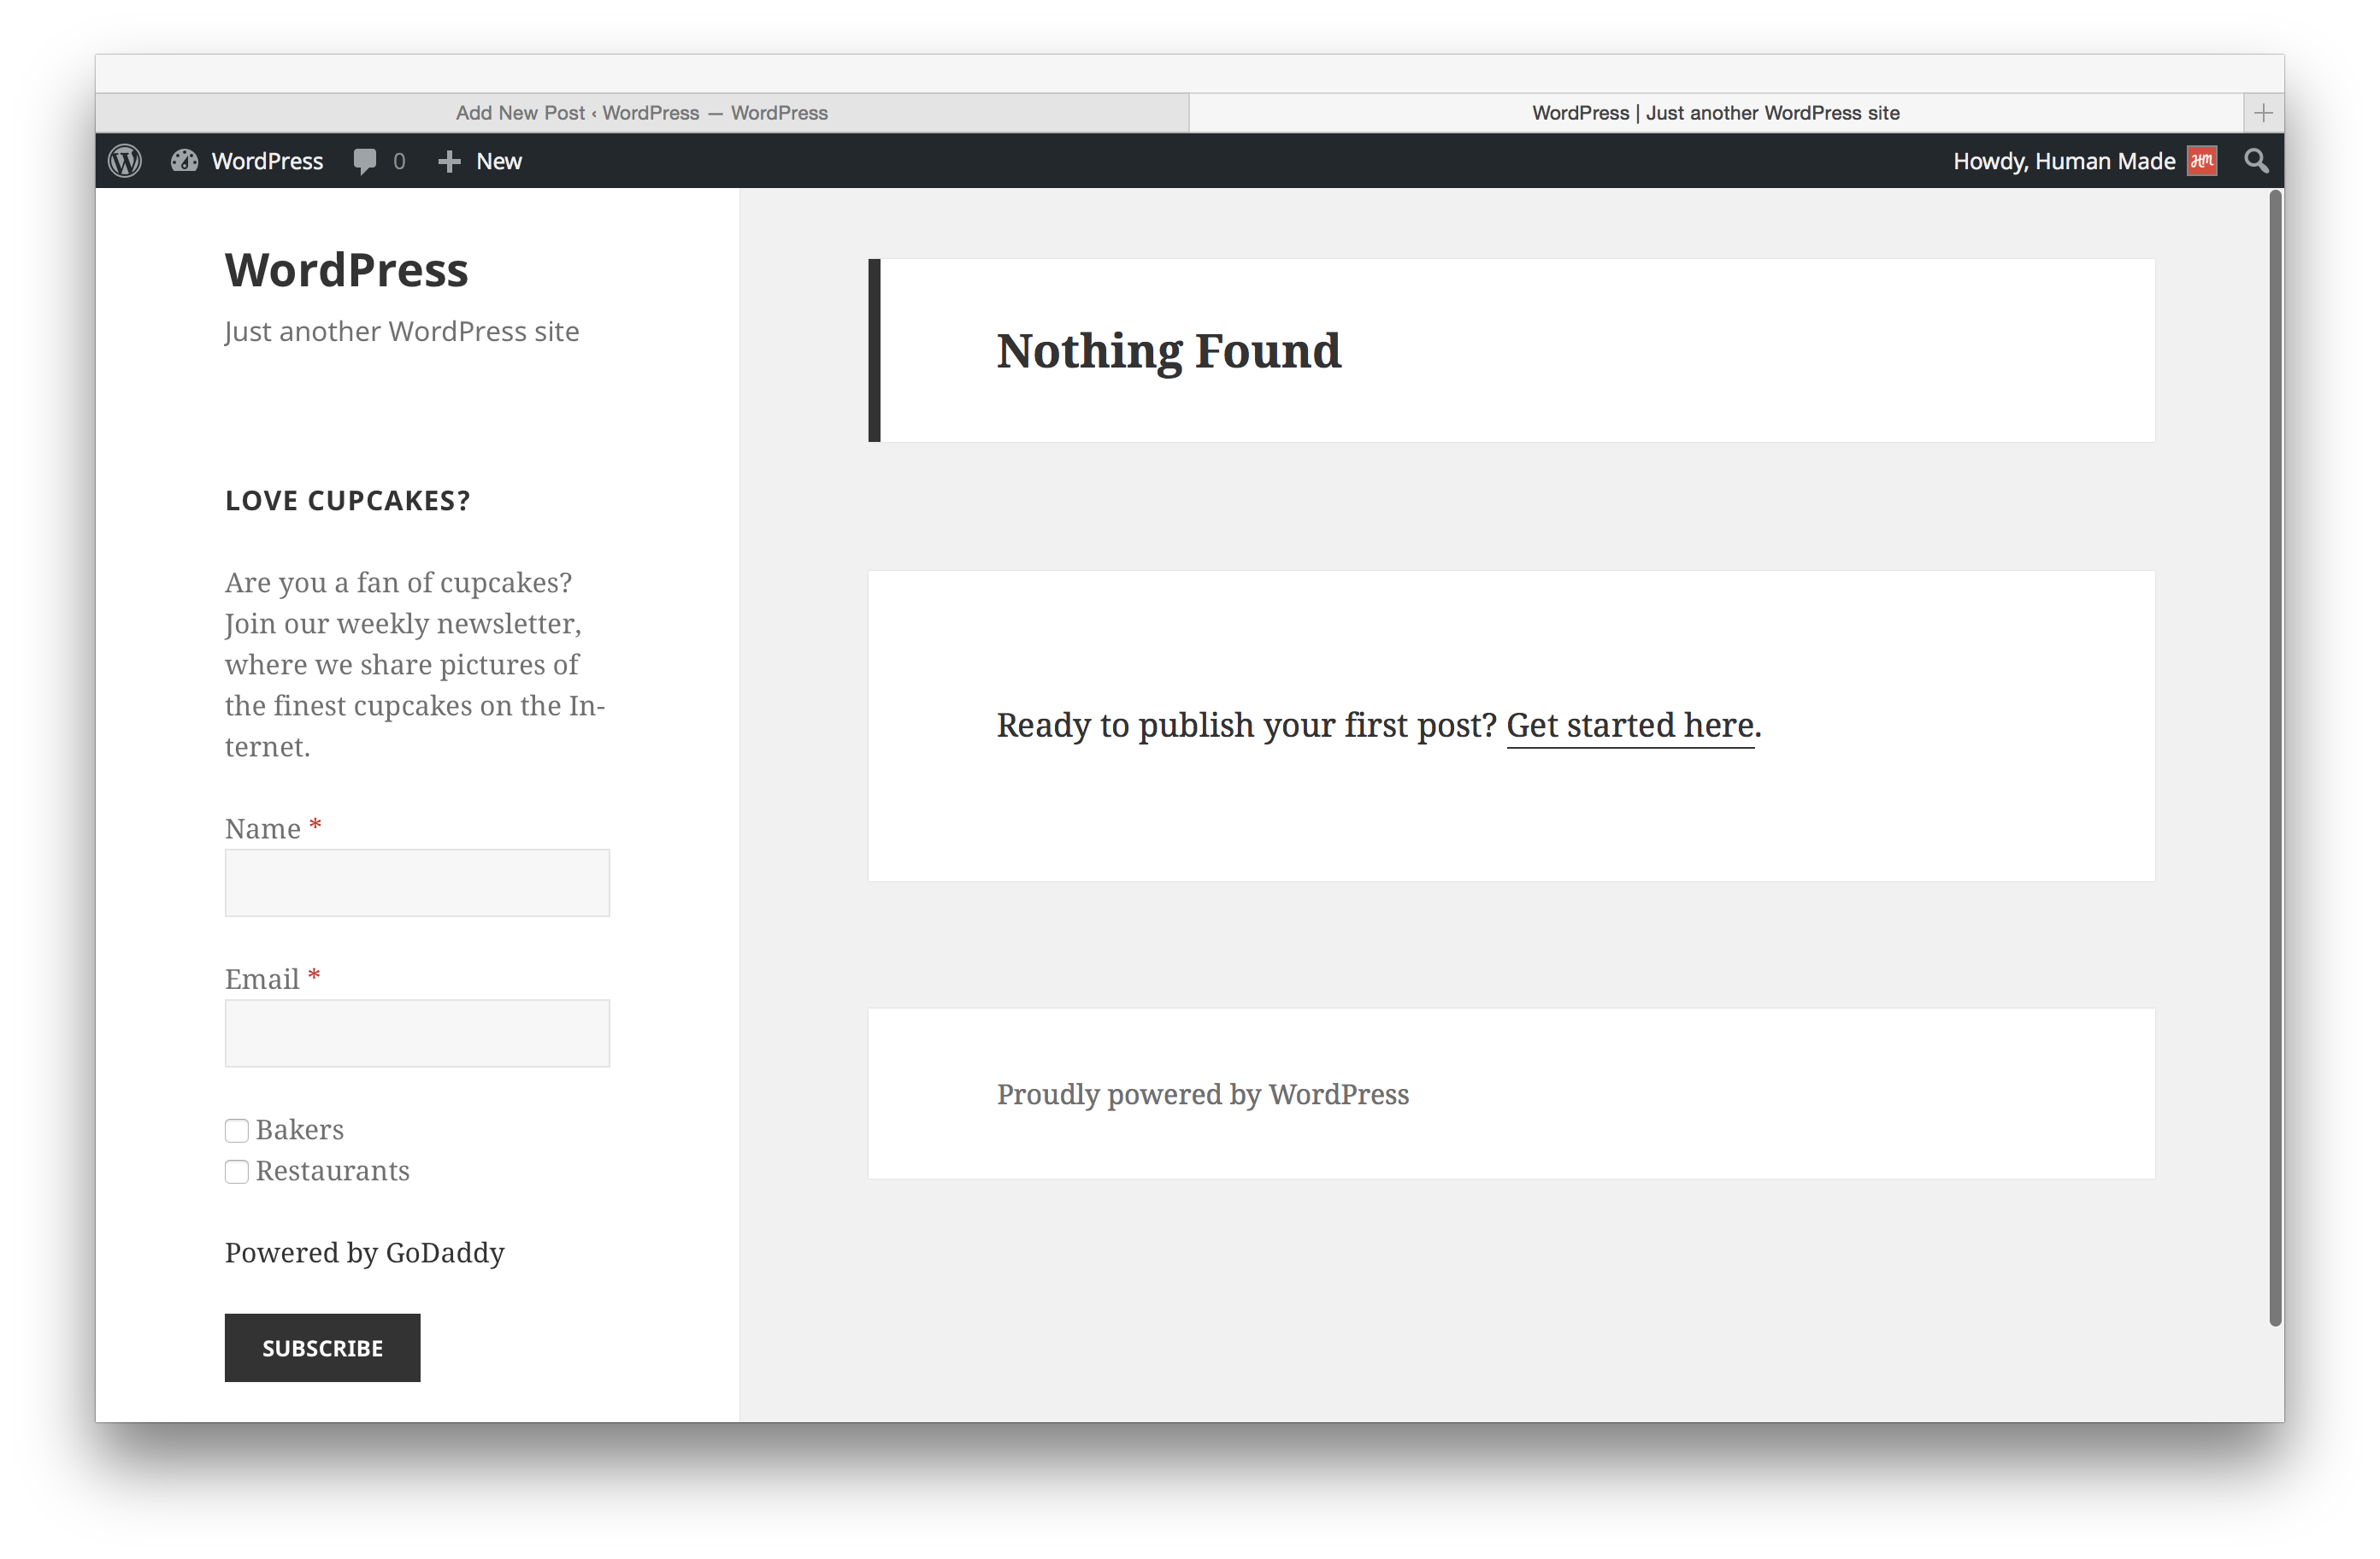 Add New Post ‹ WordPress — WordPress
WordPress | Just another WordPress site
WordPress 0 New
Howdy, Human Made HM
WordPress
Just another WordPress site
LOVE CUPCAKES?
Are you a fan of cupcakes?
Join our weekly newsletter,
where we share pictures of
the finest cupcakes on the In-
ternet.
Name *
Email *
Bakers
Restaurants
Powered by GoDaddy
SUBSCRIBE
Nothing Found
Ready to publish your first post? Get started here.
Proudly powered by WordPress